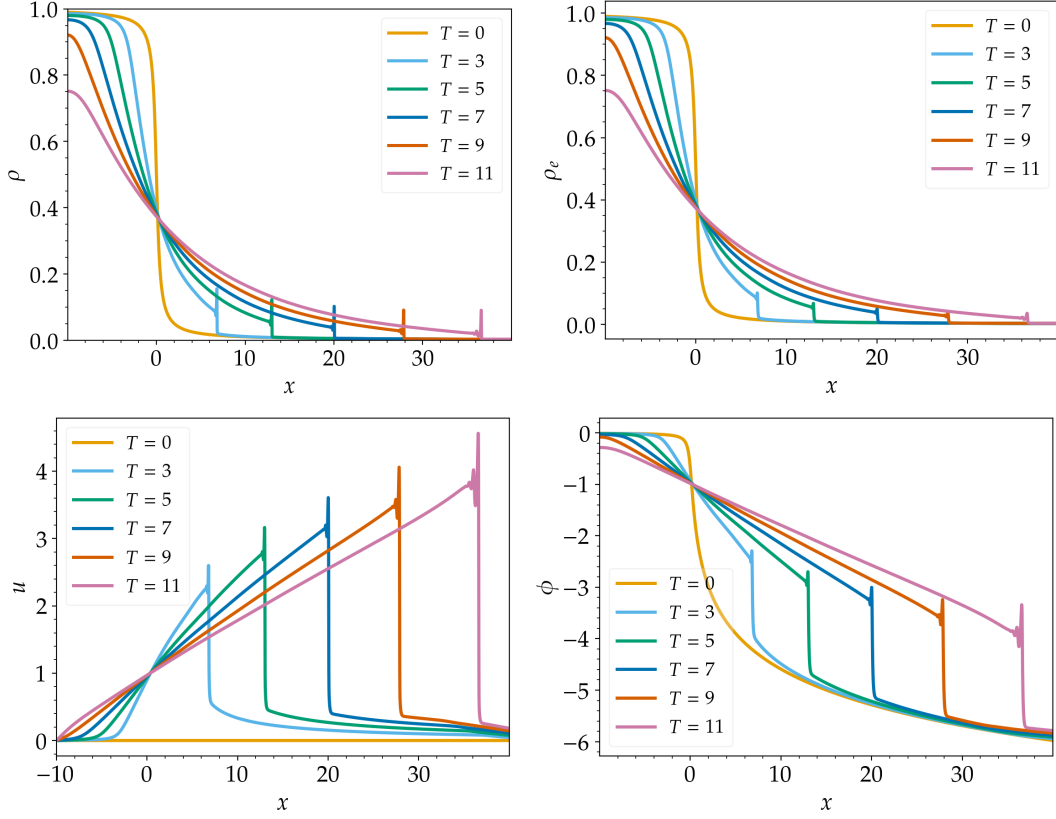 1.0
0.8
0.6
0.4
0.2
0.0
ρ
0
10
20
30
x
T = 0
T = 3
T = 5
T = 7
T = 9
T = 11
1.0
0.8
0.6
0.4
0.2
0.0
ρe
0
10
20
30
x
T = 0
T = 3
T = 5
T = 7
T = 9
T = 11
4
3
2
1
0
u
−10
0
10
20
30
x
T = 0
T = 3
T = 5
T = 7
T = 9
T = 11
0
−1
−2
−3
−4
−5
−6
ϕ
0
10
20
30
x
T = 0
T = 3
T = 5
T = 7
T = 9
T = 11